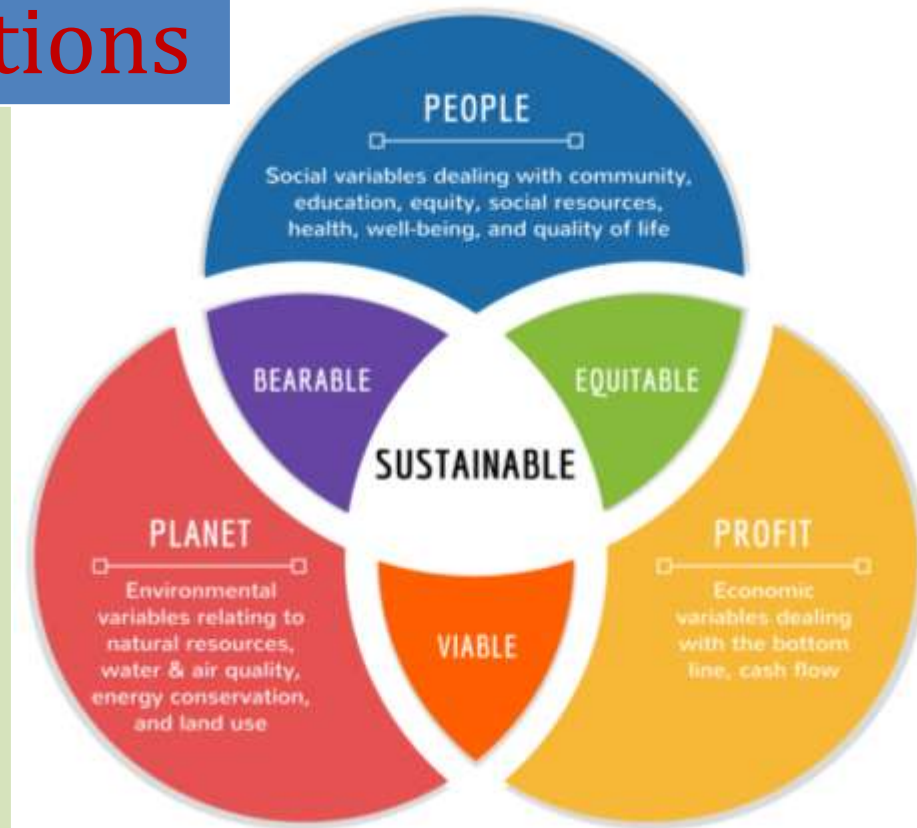 tions
PEOPLE
Social variables dealing with community,
education, equity, social resources,
health, well-being, and quality of life
BEARABLE
EQUITABLE
SUSTAINABLE
PLANET
Environmental
variables relating to
natural resources,
water & air quality,
energy conservation,
and land use
PROFIT
Economic
variables dealing
with the bottom
line, cash flow
VIABLE